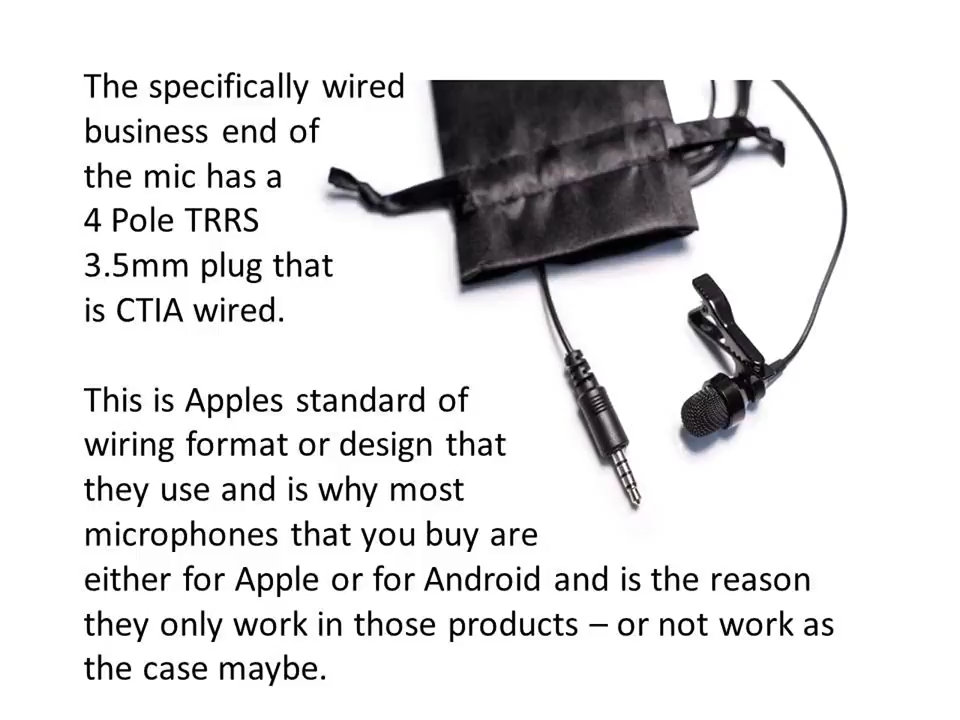 The specifically wired
business end of
the mic has a
4 Pole TRRS
3.5mm plug that
is CTIA wired.
This is Apples standard of
wiring format or design that
they use and is why most
microphones that you buy are
either for Apple or for Android and is the reason
they only work in those products – or not work as
the case maybe.